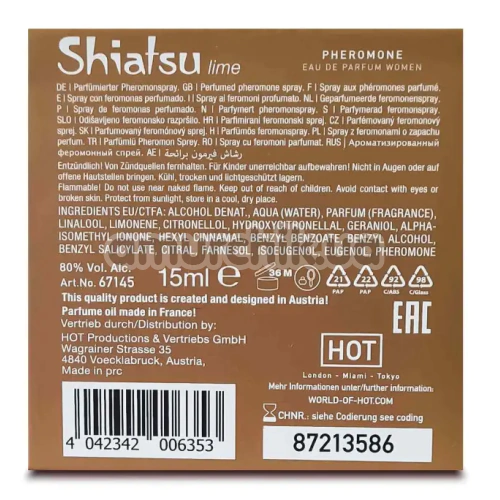 Shiatsu lime
PHEROMONE
EAU DE PARFUM WOMEN
DE | Parfümierter Pheromonspray. GB | Perfumed pheromone spray. F | Spray aux phéromones parfumé.
E | Spray con feromonas perfumado. I | Spray ai feromoni profumato. NL | Geparfumeerde feromonenspray.
P | Spray de feromonas perfumado. N | Parfymert feromonspray. S | Parfymerad feromonspray.
SLO | Odišavljeno feromonsko razpršilo. HR | Parfimirani feromonski sprej. CZ | Parfémovaný feromonový
sprej. SK | Parfumovaný feromónový sprej. H | Parfümös feromonspray. PL | Sprey z feromonami o zapachu
perfum. TR | Parfümlü Feromon Spreyi. RO | Spray cu feromoni parfumat. RUS | Ароматизированный
феромонный спрей. AE | رشاش فيرمون برائحة
Entzündlich! Von Zündquellen fernhalten. Für Kinder unerreichbar aufbewahren! Nicht in Augen oder auf
offene Hautstellen bringen. Kühl, trocken und lichtgeschützt lagern.
Flammable! Do not use near naked flame. Keep out of reach of children. Avoid contact with eyes or
broken skin. Protect from sunlight, store in a cool, dry place.
INGREDIENTS EU/CTFA: ALCOHOL DENAT., AQUA (WATER), PARFUM (FRAGRANCE),
LINALOOL, LIMONENE, CITRONELLOL, HYDROXYCITRONELLAL, GERANIOL, ALPHA-
ISOMETHYL IONONE, HEXYL CINNAMAL, BENZYL BENZOATE, BENZYL ALCOHOL,
BENZYL SALICYLATE, CITRAL, FARNESOL, ISOEUGENOL, EUGENOL PHEROMONE
80% Vol. Alc.
Art.No. 67145
15ml e
36 M
21 PAP
22 PAP
92 C/ABS
98 C/Glass
This quality product is created and designed in Austria!
Parfume oil made in France!
Vertrieb durch/Distribution by:
HOT Productions & Vertriebs GmbH
Wagrainer Strasse 35
4840 Voecklabruck, Austria,
Made in prc
EAC
HOT
London - Miami - Tokyo
Mehr Informationen unter/further information:
WORLD-OF-HOT.COM
CHNR.: siehe Codierung see coding
4 042342 006353
87213586